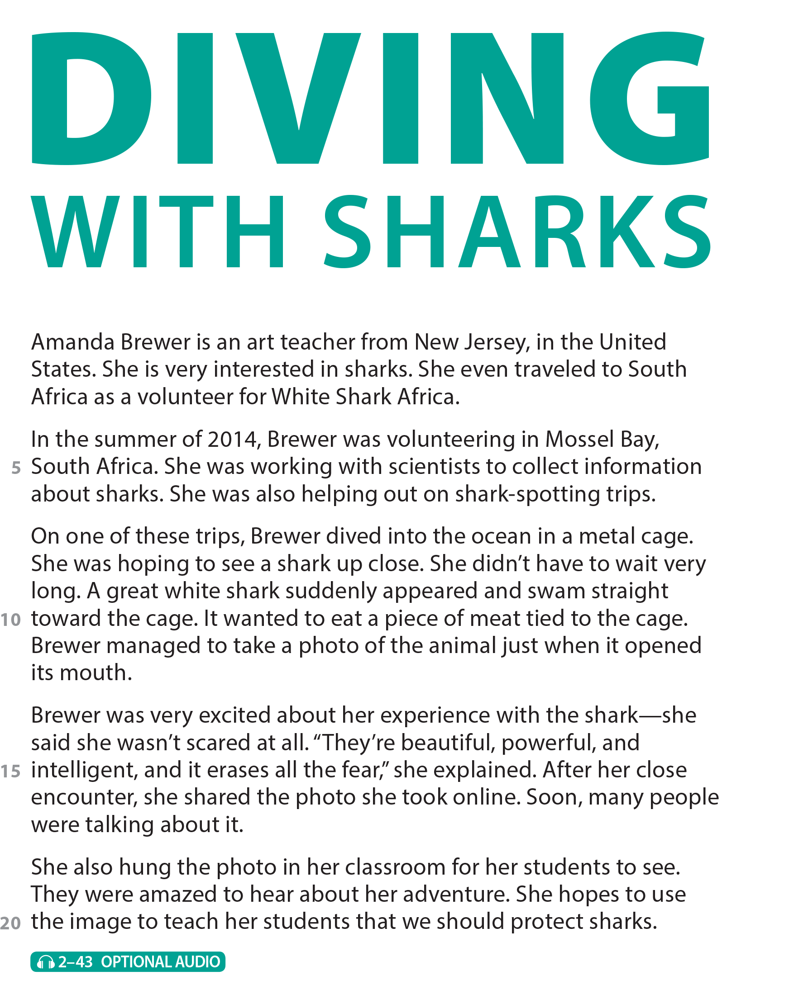 DIVING
WITH SHARKS
Amanda Brewer is an art teacher from New Jersey, in the United
States. She is very interested in sharks. She even traveled to South
Africa as a volunteer for White Shark Africa.
In the summer of 2014, Brewer was volunteering in Mossel Bay,
5 South Africa. She was working with scientists to collect information
about sharks. She was also helping out on shark-spotting trips.
On one of these trips, Brewer dived into the ocean in a metal cage.
She was hoping to see a shark up close. She didn’t have to wait very
long. A great white shark suddenly appeared and swam straight
10 toward the cage. It wanted to eat a piece of meat tied to the cage.
Brewer managed to take a photo of the animal just when it opened
its mouth.
Brewer was very excited about her experience with the shark—she
said she wasn’t scared at all. “They’re beautiful, powerful, and
15 intelligent, and it erases all the fear,” she explained. After her close
encounter, she shared the photo she took online. Soon, many people
were talking about it.
She also hung the photo in her classroom for her students to see.
They were amazed to hear about her adventure. She hopes to use
20 the image to teach her students that we should protect sharks.
2–43 OPTIONAL AUDIO